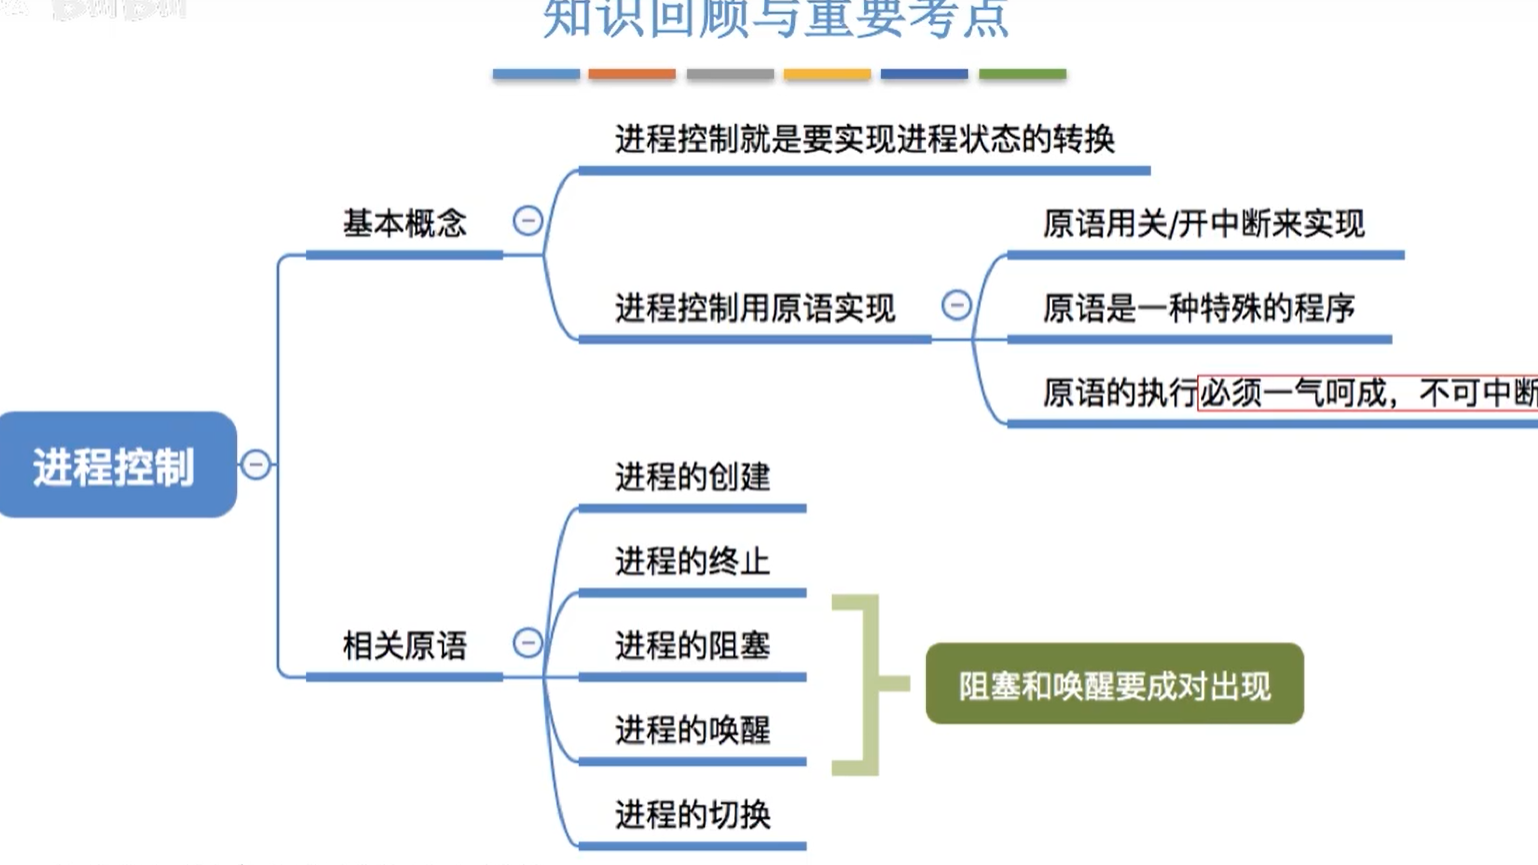 知识回顾与重要考点
进程控制
基本概念
进程控制就是要实现进程状态的转换
进程控制用原语实现
原语用关/开中断来实现
原语是一种特殊的程序
原语的执行必须一气呵成，不可中断
相关原语
进程的创建
进程的终止
进程的阻塞
进程的唤醒
进程的切换
阻塞和唤醒要成对出现